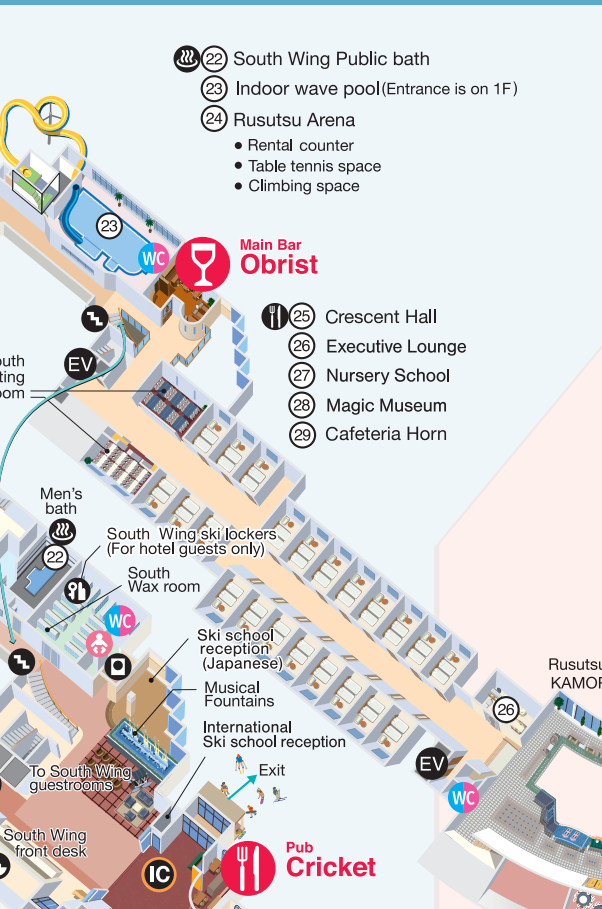 22 South Wing Public bath
23 Indoor wave pool(Entrance is on 1F)
24 Rusutsu Arena
• Rental counter
• Table tennis space
• Climbing space
23
WC
Main Bar
Obrist
25 Crescent Hall
26 Executive Lounge
27 Nursery School
28 Magic Museum
29 Cafeteria Horn
EV
Men's
bath
22
South Wing ski lockers
(For hotel guests only)
South
Wax room
WC
Ski school
reception
(Japanese)
Musical
Fountains
International
Ski school reception
Exit
To South Wing
guestrooms
South Wing
front desk
IC
Pub
Cricket
26
EV
WC
Rusutsu